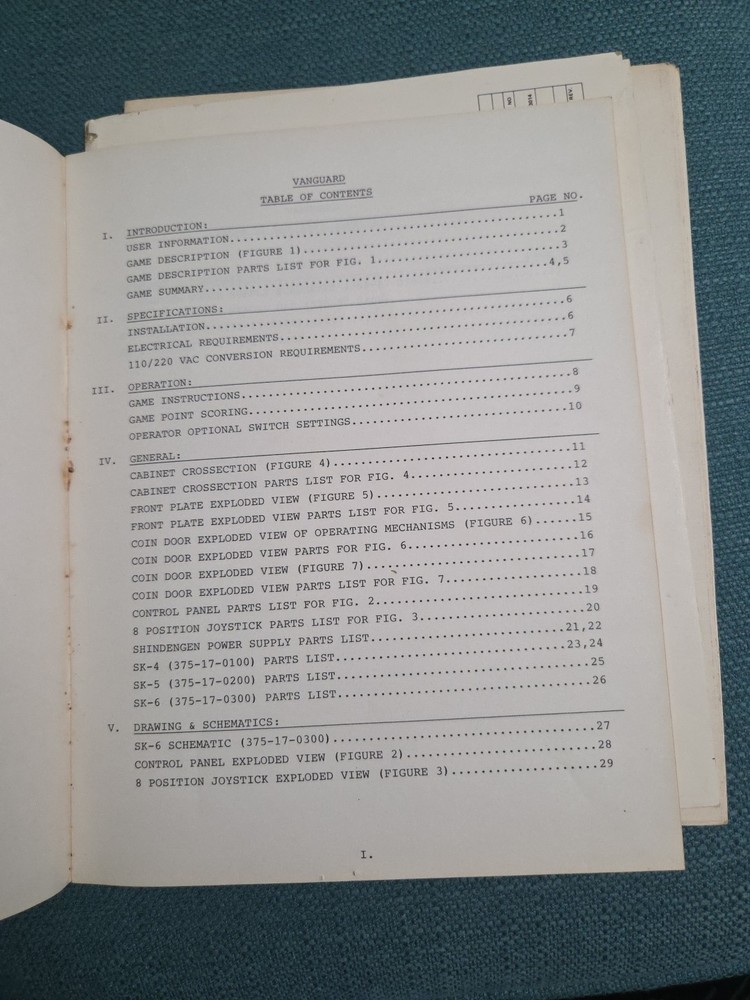 NO 3014 REV.
VANGUARD
TABLE OF CONTENTS
PAGE NO.
I. INTRODUCTION:
USER INFORMATION..................................................1
GAME DESCRIPTION (FIGURE 1).......................................2
GAME DESCRIPTION PARTS LIST FOR FIG. 1............................3
GAME SUMMARY....................................................4,5
II. SPECIFICATIONS:
INSTALLATION......................................................6
ELECTRICAL REQUIREMENTS...........................................6
110/220 VAC CONVERSION REQUIREMENTS...............................7
III. OPERATION:
GAME INSTRUCTIONS.................................................8
GAME POINT SCORING................................................9
OPERATOR OPTIONAL SWITCH SETTINGS................................10
IV. GENERAL:
CABINET CROSSECTION (FIGURE 4)...................................11
CABINET CROSSECTION PARTS LIST FOR FIG. 4........................12
FRONT PLATE EXPLODED VIEW (FIGURE 5).............................13
FRONT PLATE EXPLODED VIEW PARTS LIST FOR FIG. 5..................14
COIN DOOR EXPLODED VIEW OF OPERATING MECHANISMS (FIGURE 6)......15
COIN DOOR EXPLODED VIEW PARTS FOR FIG. 6.........................16
COIN DOOR EXPLODED VIEW (FIGURE 7)...............................17
COIN DOOR EXPLODED VIEW PARTS LIST FOR FIG. 7....................18
CONTROL PANEL PARTS LIST FOR FIG. 2..............................19
8 POSITION JOYSTICK PARTS LIST FOR FIG. 3........................20
SHINDENGEN POWER SUPPLY PARTS LIST............................21,22
SK-4 (375-17-0100) PARTS LIST.................................23,24
SK-5 (375-17-0200) PARTS LIST....................................25
SK-6 (375-17-0300) PARTS LIST....................................26
V. DRAWING & SCHEMATICS:
SK-6 SCHEMATIC (375-17-0300).....................................27
CONTROL PANEL EXPLODED VIEW (FIGURE 2)...........................28
8 POSITION JOYSTICK EXPLODED VIEW (FIGURE 3).....................29
I.